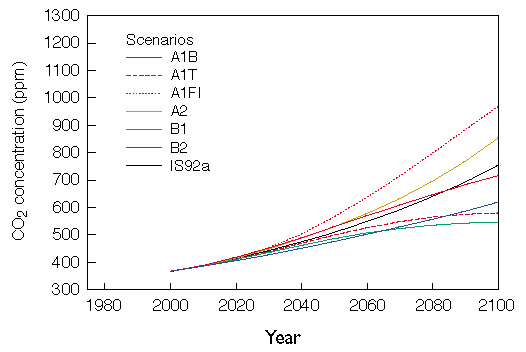 1300
1200
1100
1000
900
800
700
600
500
400
300
CO2 concentration (ppm)
Scenarios
A1B
A1T
A1FI
A2
B1
B2
IS92a
1980 2000 2020 2040 2060 2080 2100
Year